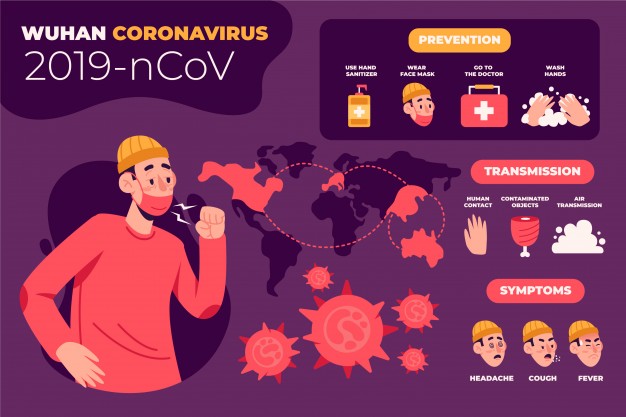 WUHAN CORONAVIRUS
2019-nCoV
PREVENTION
USE HAND
SANITIZER
WEAR
FACE MASK
GO TO
THE DOCTOR
WASH
HANDS
TRANSMISSION
HUMAN
CONTACT
CONTAMINATED
OBJECTS
AIR
TRANSMISSION
SYMPTOMS
HEADACHE
COUGH
FEVER